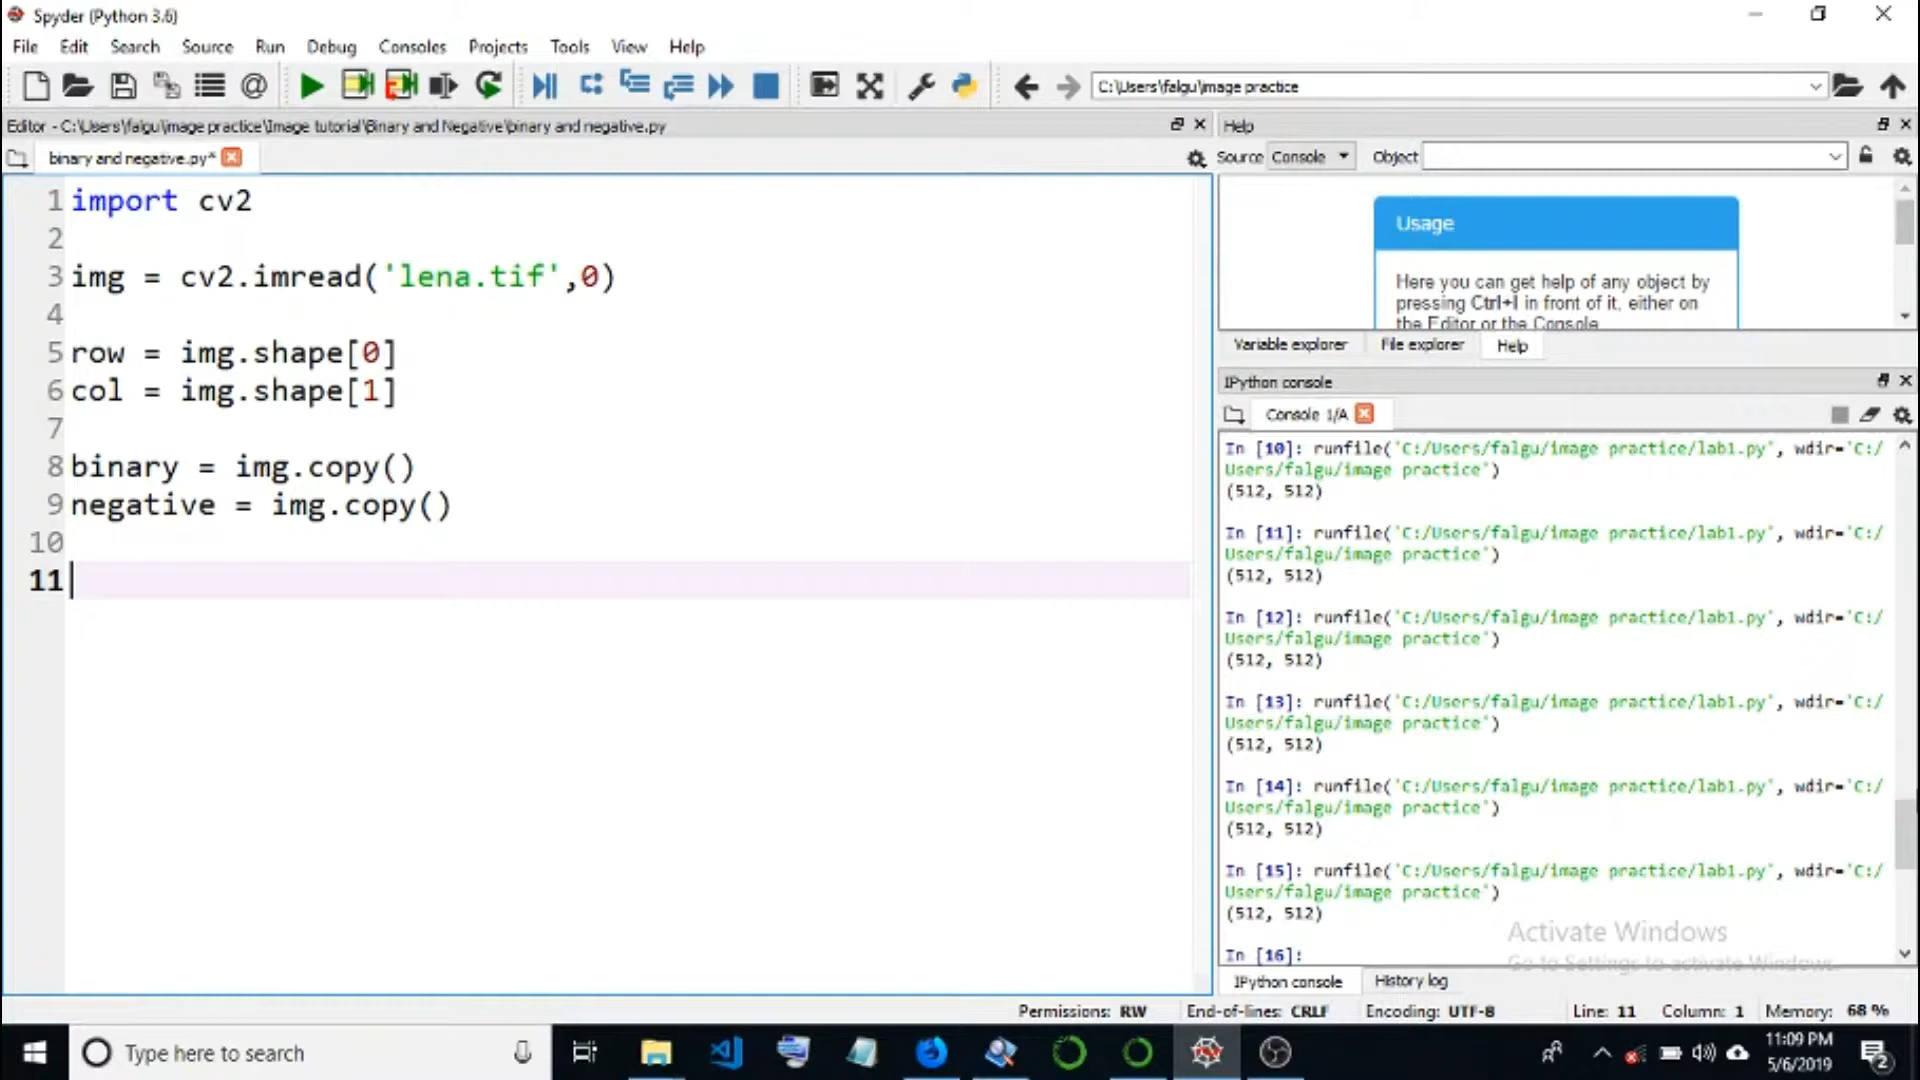 Spyder (Python 3.6)
File Edit Search Source Run Debug Consoles Projects Tools View Help
C:\Users\falgu\image practice
Editor - C:\Users\falgu\image practice\Image tutorial\Binary and Negative\binary and negative.py
binary and negative.py*
1 import cv2
2
3 img = cv2.imread('lena.tif',0)
4
5 row = img.shape[0]
6 col = img.shape[1]
7
8 binary = img.copy()
9 negative = img.copy()
10
11
Help
Source Console Object
Usage
Here you can get help of any object by
pressing Ctrl+I in front of it, either on
the Editor or the Console
Variable explorer File explorer Help
IPython console
Console 1/A
In [10]: runfile('C:/Users/falgu/image practice/lab1.py', wdir='C:/
Users/falgu/image practice')
(512, 512)
In [11]: runfile('C:/Users/falgu/image practice/lab1.py', wdir='C:/
Users/falgu/image practice')
(512, 512)
In [12]: runfile('C:/Users/falgu/image practice/lab1.py', wdir='C:/
Users/falgu/image practice')
(512, 512)
In [13]: runfile('C:/Users/falgu/image practice/lab1.py', wdir='C:/
Users/falgu/image practice')
(512, 512)
In [14]: runfile('C:/Users/falgu/image practice/lab1.py', wdir='C:/
Users/falgu/image practice')
(512, 512)
In [15]: runfile('C:/Users/falgu/image practice/lab1.py', wdir='C:/
Users/falgu/image practice')
(512, 512)
In [16]:
Activate Windows
Go to Settings to activate Windows.
IPython console History log
Permissions: RW End-of-lines: CRLF Encoding: UTF-8 Line: 11 Column: 1 Memory: 68 %
Type here to search
11:09 PM
5/6/2019
2